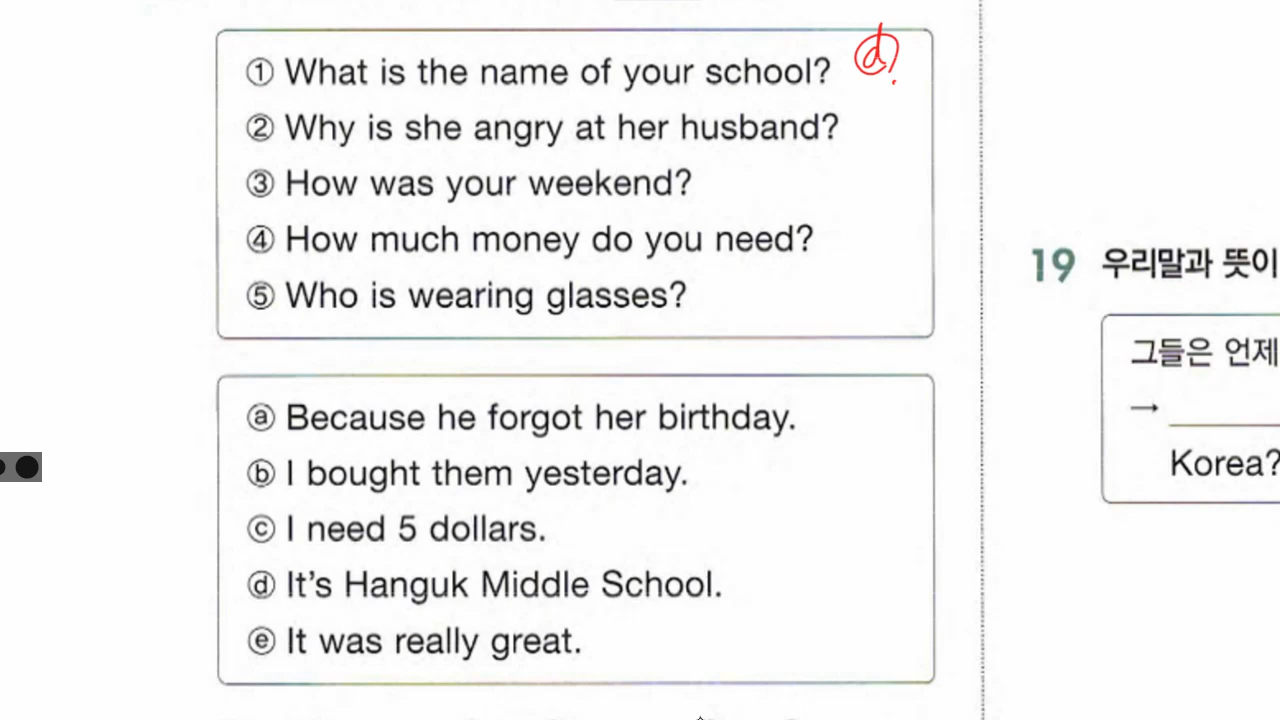 ① What is the name of your school? ⓓ!
② Why is she angry at her husband?
③ How was your weekend?
④ How much money do you need?
⑤ Who is wearing glasses?
ⓐ Because he forgot her birthday.
ⓑ I bought them yesterday.
ⓒ I need 5 dollars.
ⓓ It's Hanguk Middle School.
ⓔ It was really great.
19 우리말과 뜻이
그들은 언제
→
Korea?